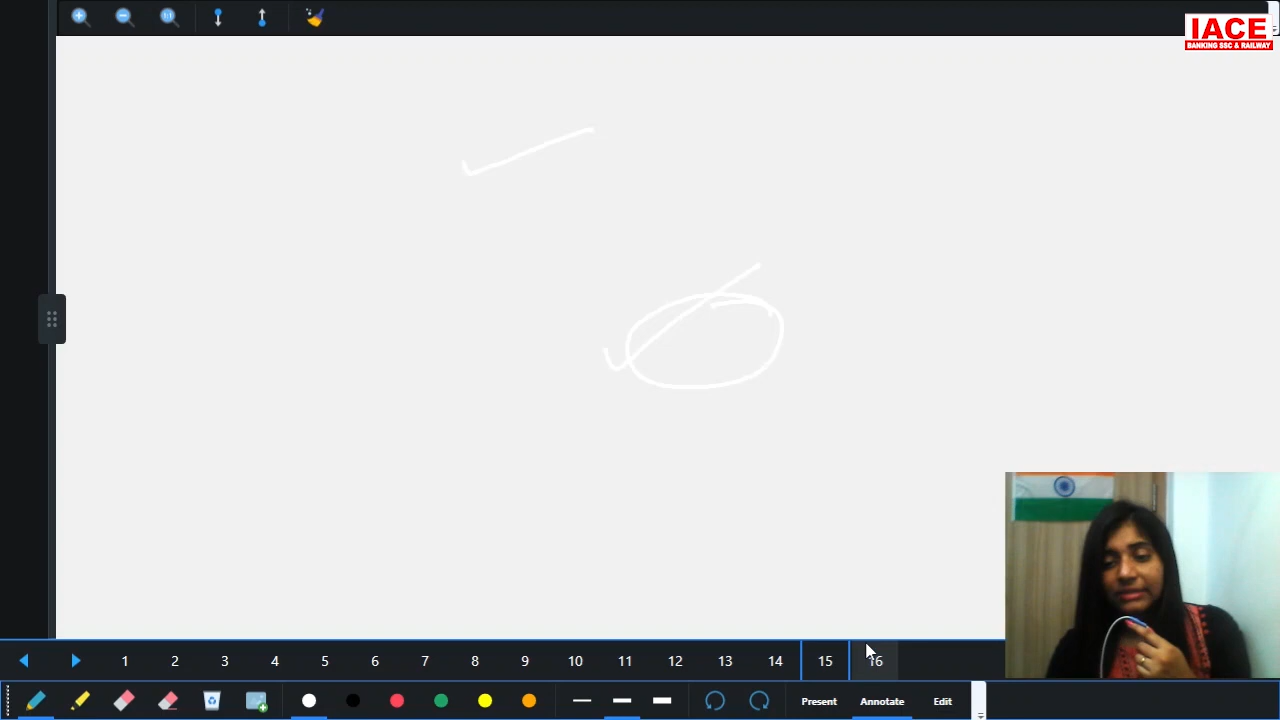 IACE
BANKING SSC & RAILWAY
1 2 3 4 5 6 7 8 9 10 11 12 13 14 15 16
Present Annotate Edit